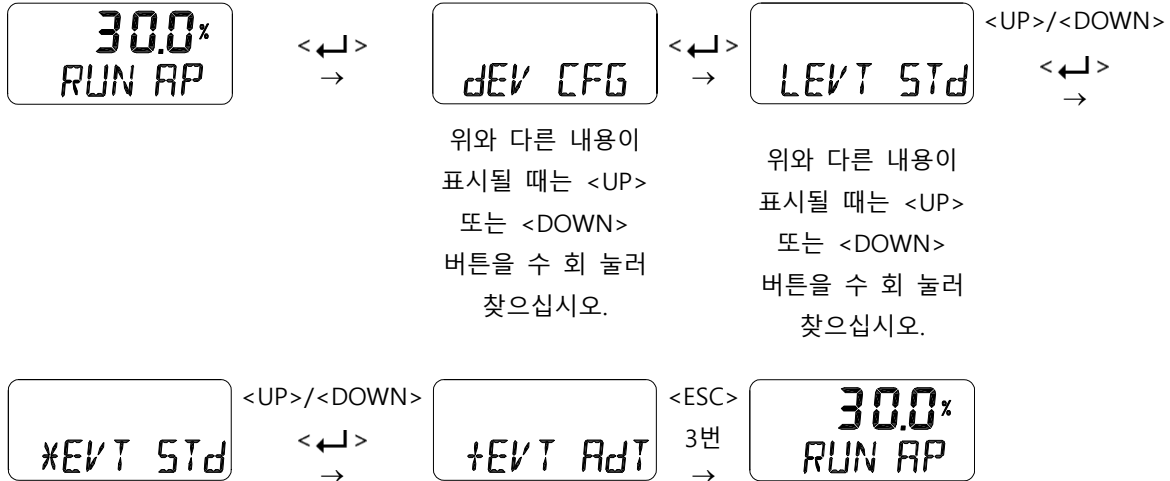 30.0%
RUN AP
<↵>
→
dEV CFG
위와 다른 내용이
표시될 때는 <UP>
또는 <DOWN>
버튼을 수 회 눌러
찾으십시오.
<↵>
→
LEVT STd
위와 다른 내용이
표시될 때는 <UP>
또는 <DOWN>
버튼을 수 회 눌러
찾으십시오.
<UP>/<DOWN>
<↵>
→
*EVT STd
<UP>/<DOWN>
<↵>
→
+EVT AdT
<ESC>
3번
→
30.0%
RUN AP